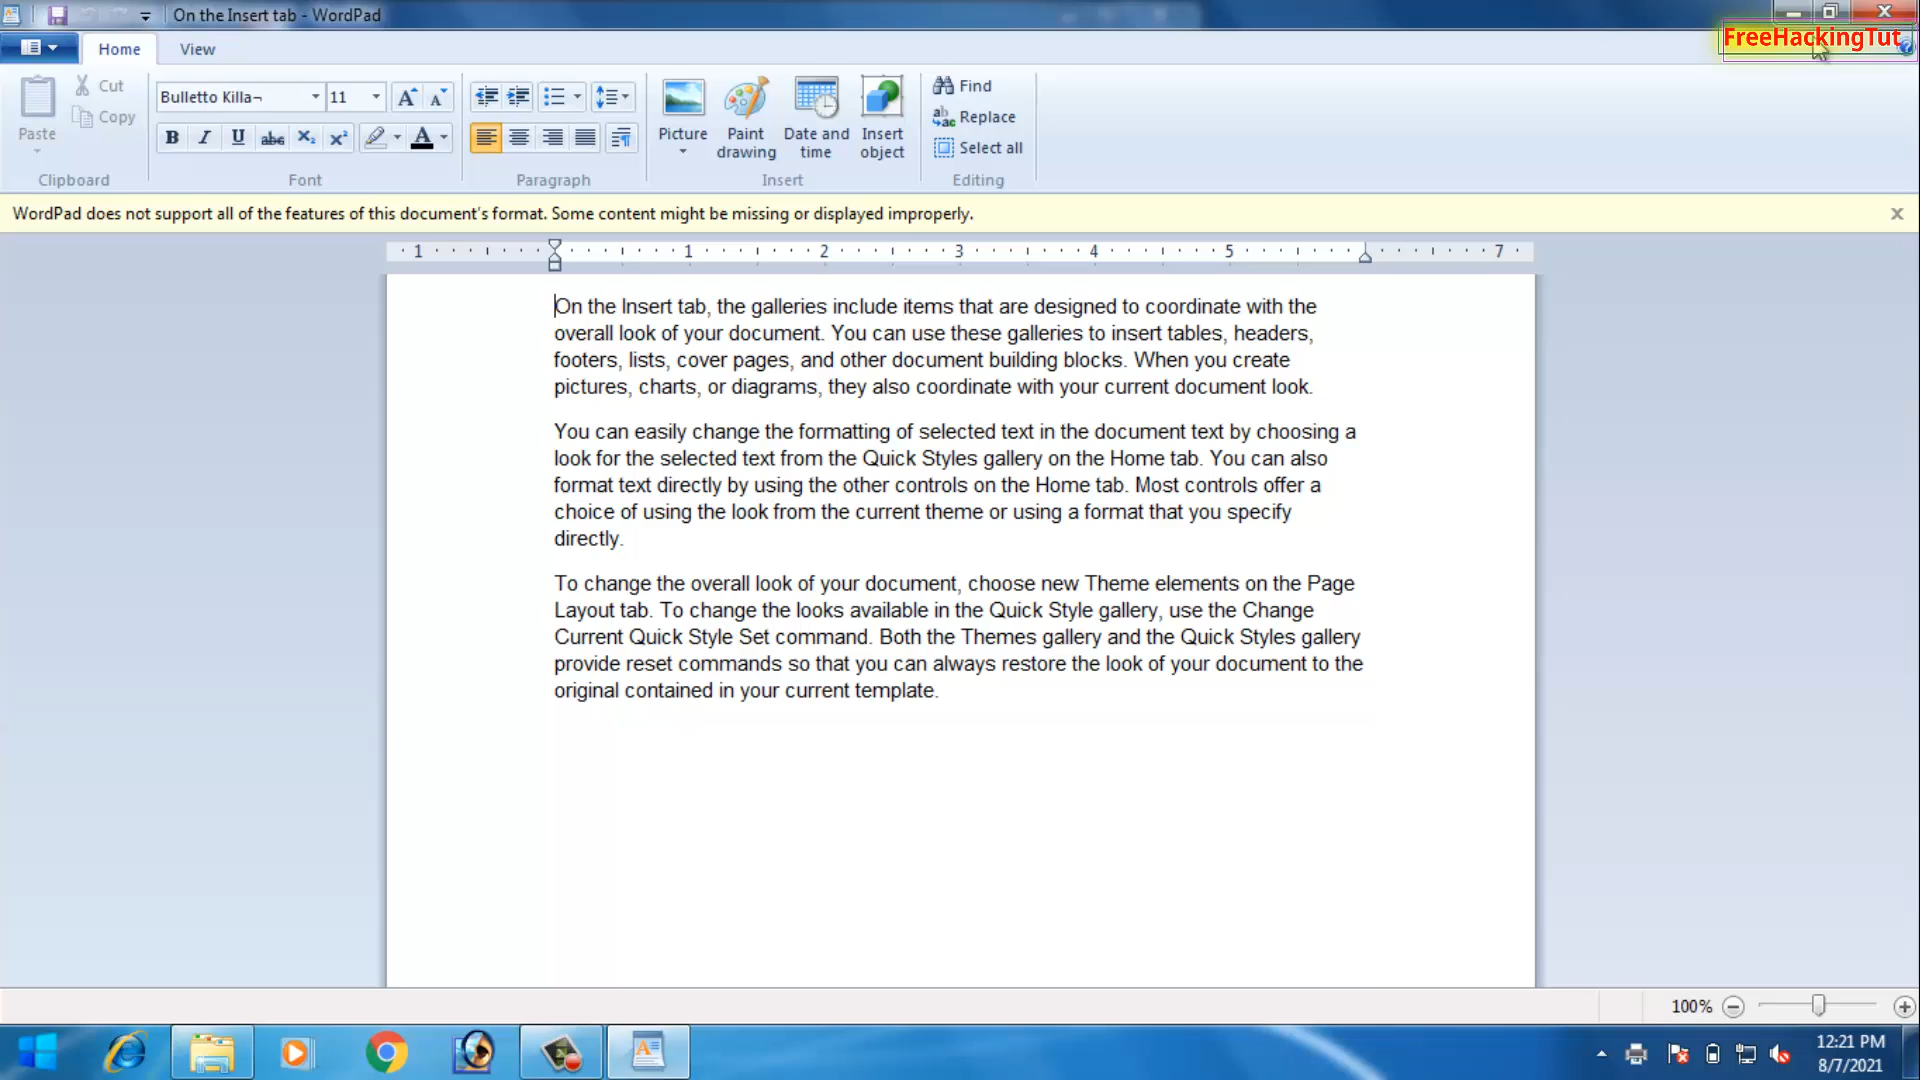 On the Insert tab - WordPad
FreeHackingTut
Home View
Paste
Cut
Copy
Clipboard
Bulletto Killa¬ 11
B I U abc X₂ X²
A
Font
Paragraph
Picture
Paint drawing
Date and time
Insert object
Insert
Find
Replace
Select all
Editing
WordPad does not support all of the features of this document's format. Some content might be missing or displayed improperly.
1 1 2 3 4 5 7
On the Insert tab, the galleries include items that are designed to coordinate with the
overall look of your document. You can use these galleries to insert tables, headers,
footers, lists, cover pages, and other document building blocks. When you create
pictures, charts, or diagrams, they also coordinate with your current document look.
You can easily change the formatting of selected text in the document text by choosing a
look for the selected text from the Quick Styles gallery on the Home tab. You can also
format text directly by using the other controls on the Home tab. Most controls offer a
choice of using the look from the current theme or using a format that you specify
directly.
To change the overall look of your document, choose new Theme elements on the Page
Layout tab. To change the looks available in the Quick Style gallery, use the Change
Current Quick Style Set command. Both the Themes gallery and the Quick Styles gallery
provide reset commands so that you can always restore the look of your document to the
original contained in your current template.
100%
12:21 PM
8/7/2021